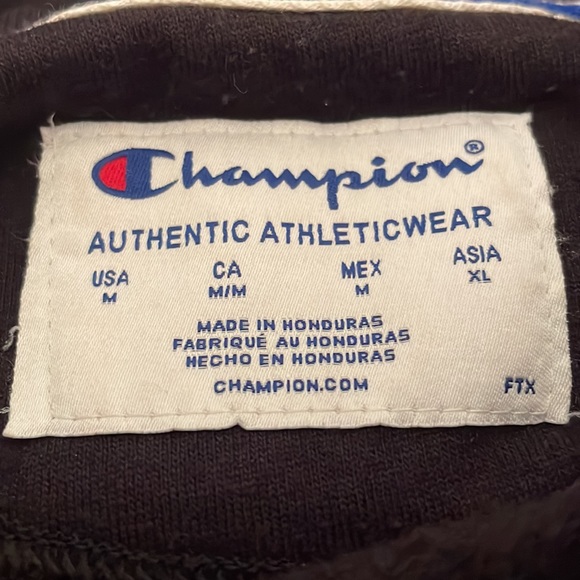 Champion®
AUTHENTIC ATHLETICWEAR
USA CA MEX ASIA
M M/M M XL
MADE IN HONDURAS
FABRIQUÉ AU HONDURAS
HECHO EN HONDURAS
CHAMPION.COM FTX